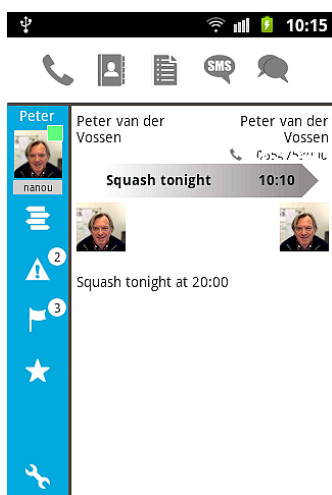 10:15
SMS
Peter
nanou
2
3
Peter van der
Vossen
Peter van der
Vossen
Squash tonight 10:10
Squash tonight at 20:00